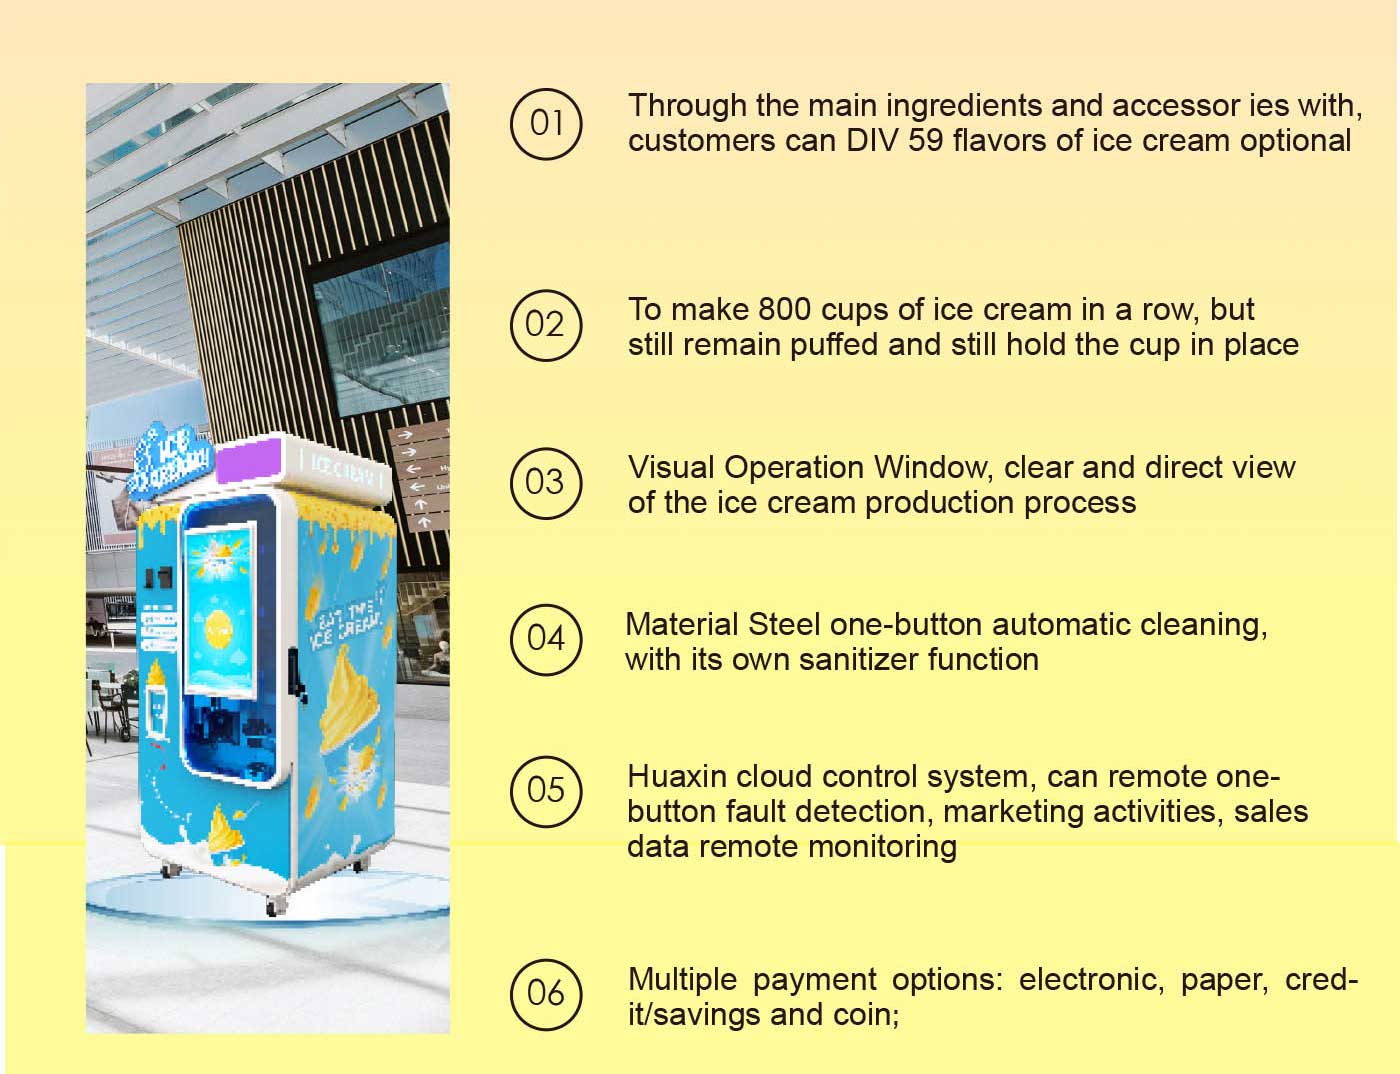 01
Through the main ingredients and accessor ies with,
customers can DIV 59 flavors of ice cream optional
02
To make 800 cups of ice cream in a row, but
still remain puffed and still hold the cup in place
03
Visual Operation Window, clear and direct view
of the ice cream production process
04
Material Steel one-button automatic cleaning,
with its own sanitizer function
05
Huaxin cloud control system, can remote one-
button fault detection, marketing activities, sales
data remote monitoring
06
Multiple payment options: electronic, paper, cred-
it/savings and coin;
ICE
ICE CREAM
EAT THE
ICE CREAM